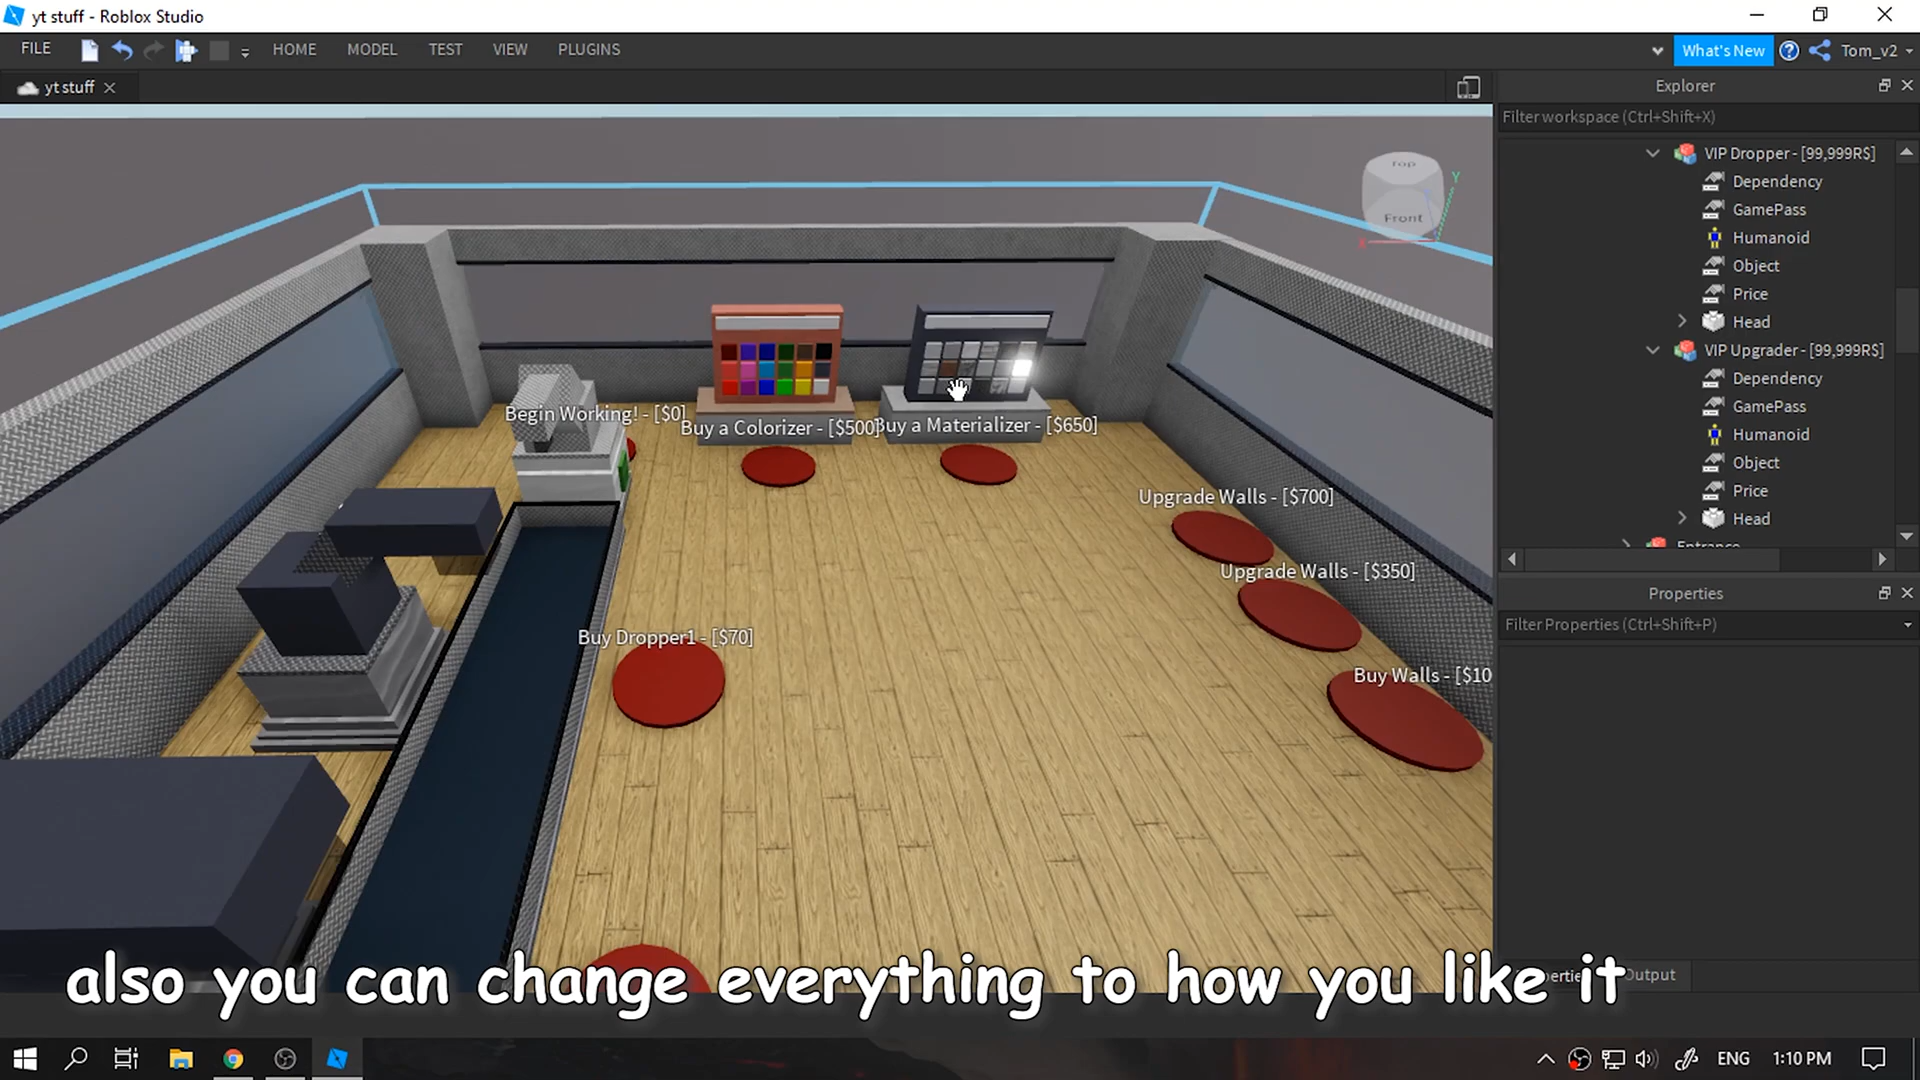 yt stuff - Roblox Studio
FILE
HOME
MODEL
TEST
VIEW
PLUGINS
What's New
?
Tom_v2
yt stuff
Explorer
Filter workspace (Ctrl+Shift+X)
VIP Dropper - [99,999R$]
Dependency
GamePass
Humanoid
Object
Price
Head
VIP Upgrader - [99,999R$]
Dependency
GamePass
Humanoid
Object
Price
Head
Entrance
Properties
Filter Properties (Ctrl+Shift+P)
Top
Front
Y
Begin Working! - [$0]
Buy a Colorizer - [$500]
Buy a Materializer - [$650]
Upgrade Walls - [$700]
Upgrade Walls - [$350]
Buy Dropper1 - [$70]
Buy Walls - [$10
also you can change everything to how you like it
Output
ENG
1:10 PM